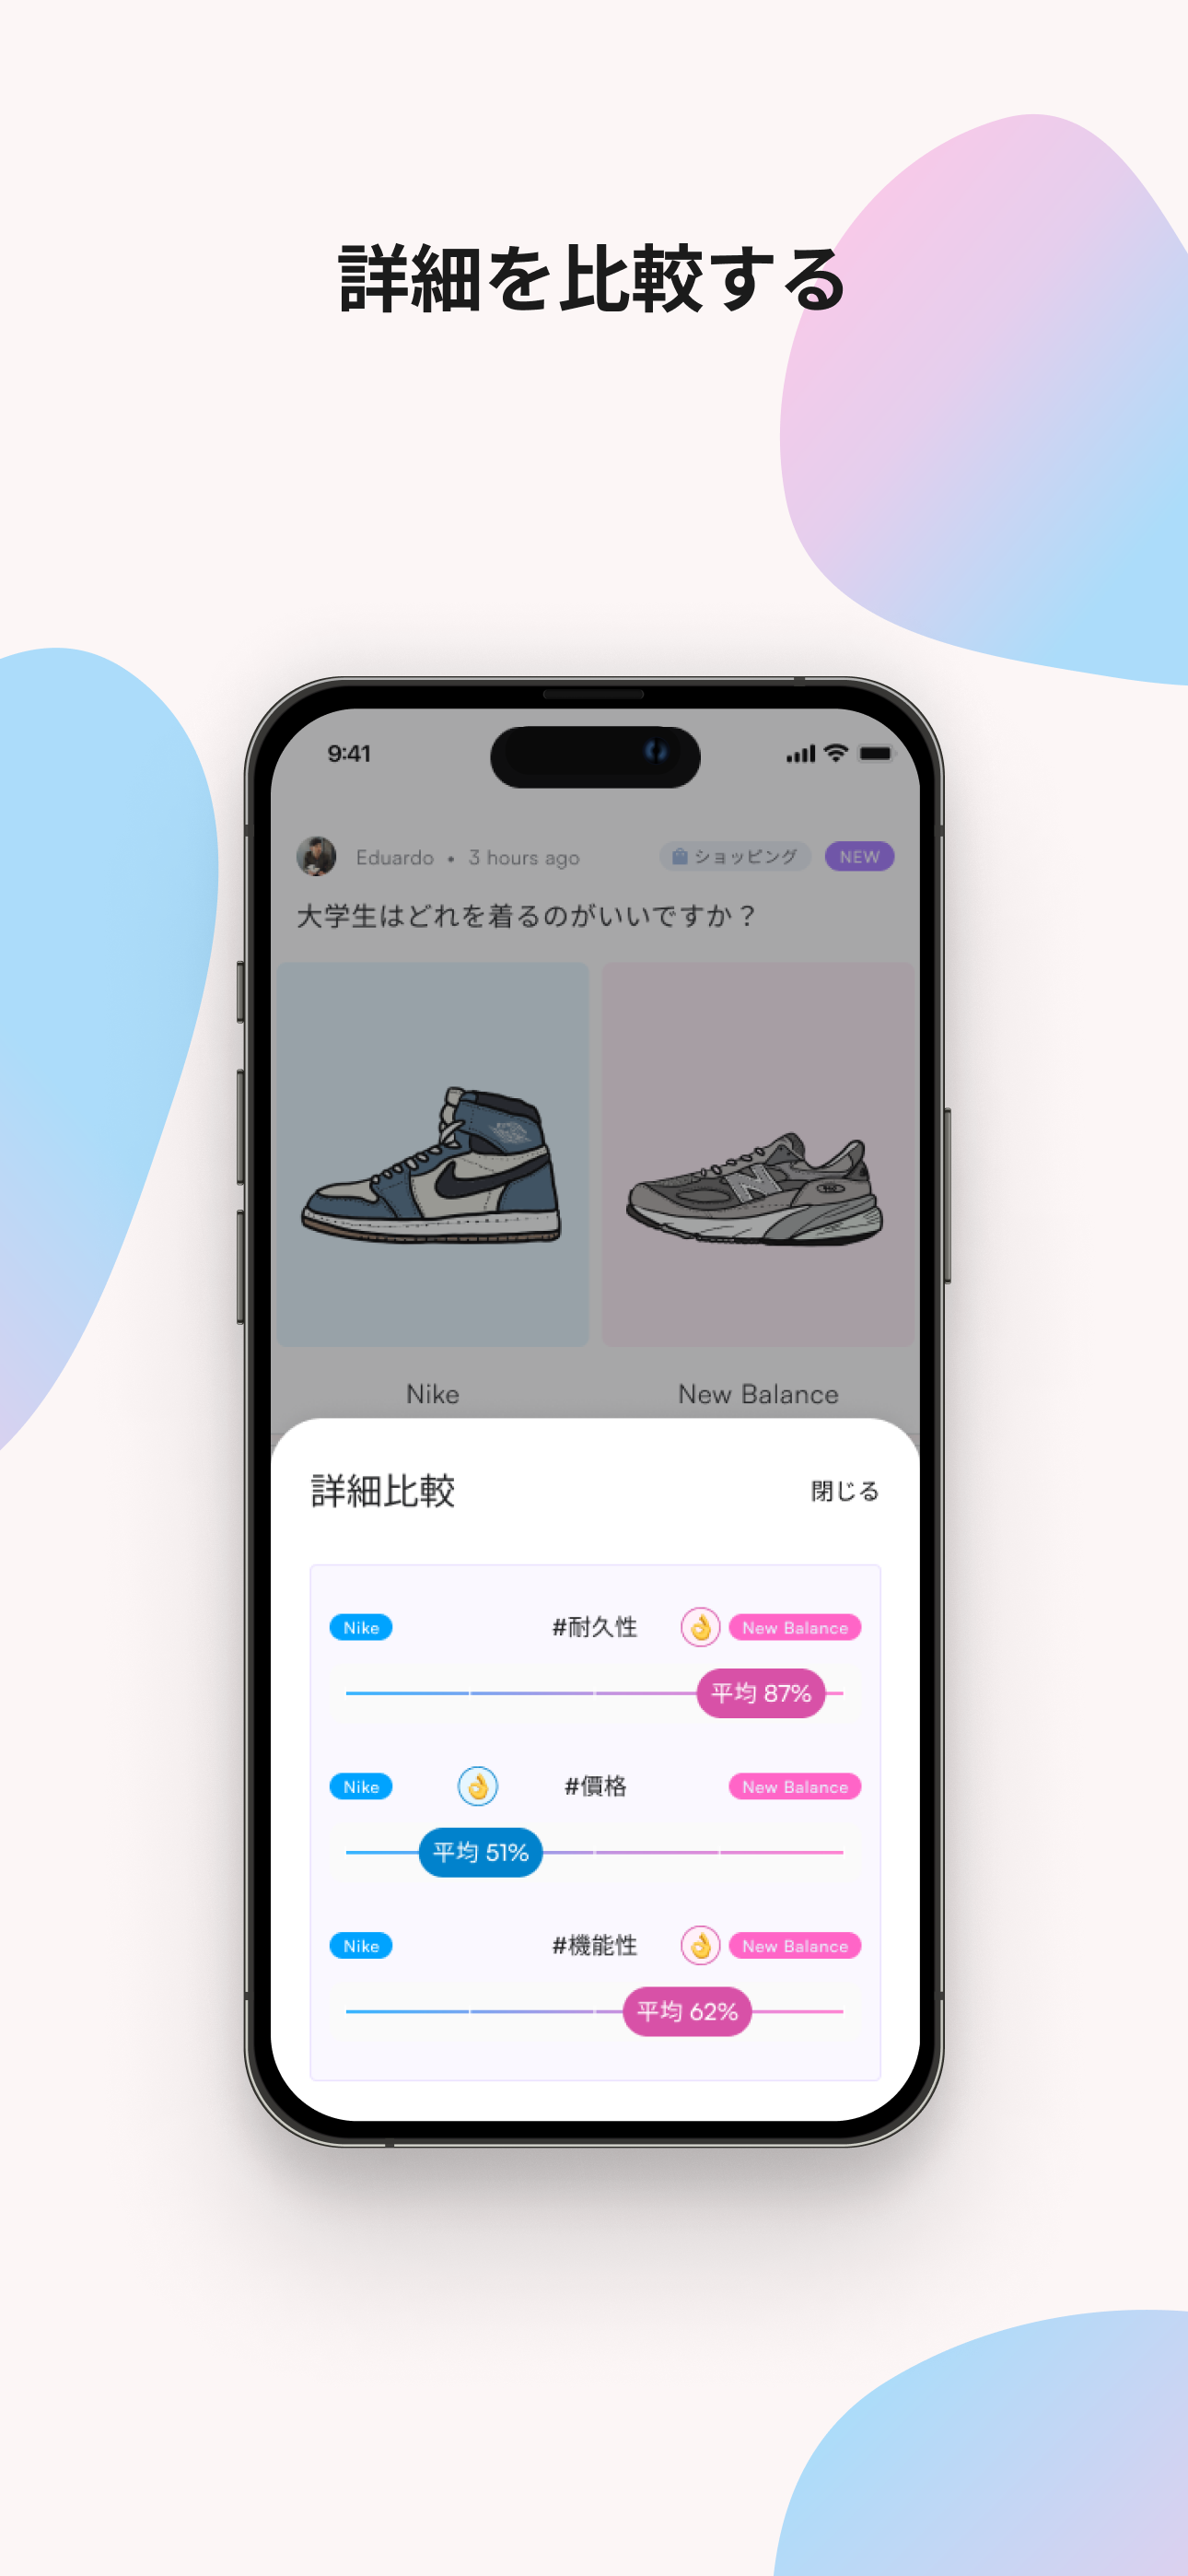 詳細を比較する
9:41
Eduardo • 3 hours ago ショッピング NEW
大学生はどれを着るのがいいですか？
Nike New Balance
詳細比較 閉じる
Nike #耐久性 New Balance
平均 87%
Nike #價格 New Balance
平均 51%
Nike #機能性 New Balance
平均 62%